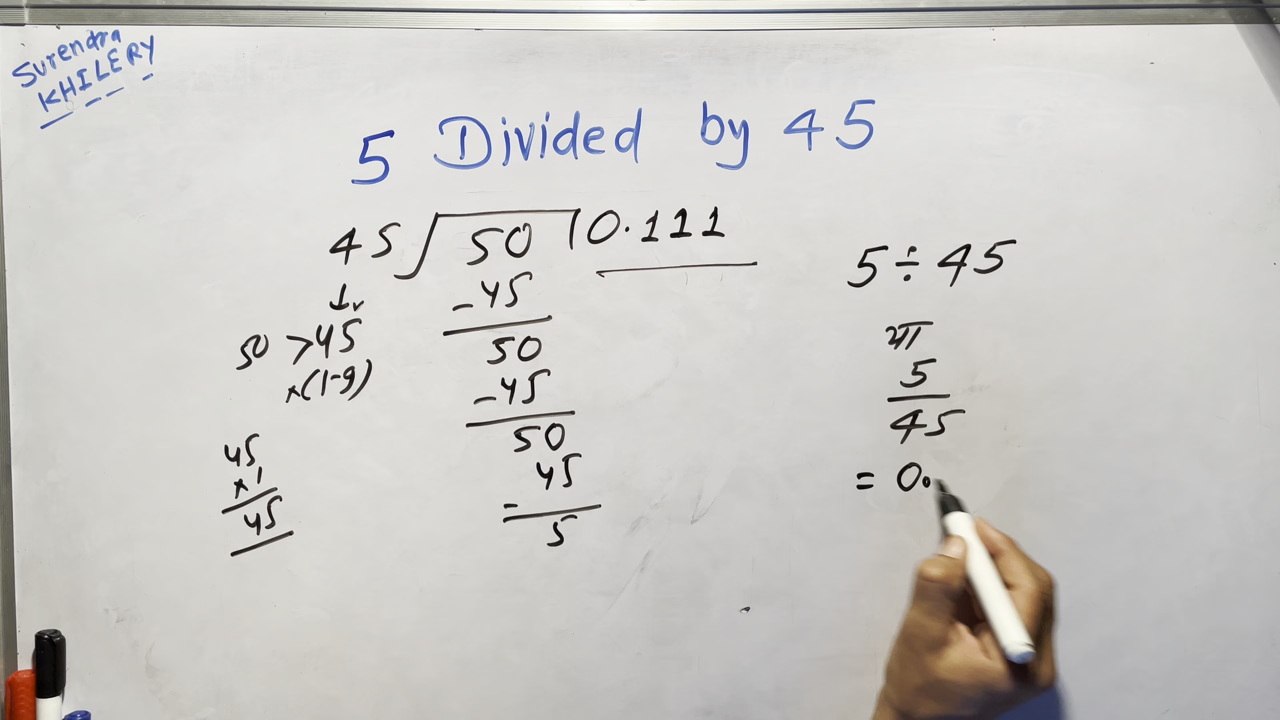 Surendra
KHILERY
5 Divided by 45
45 50 0.111
- 45
50
- 45
50
- 45
5
50 > 45
×(1-9)
45
×1
45
5 ÷ 45
या
5
45
= 0.